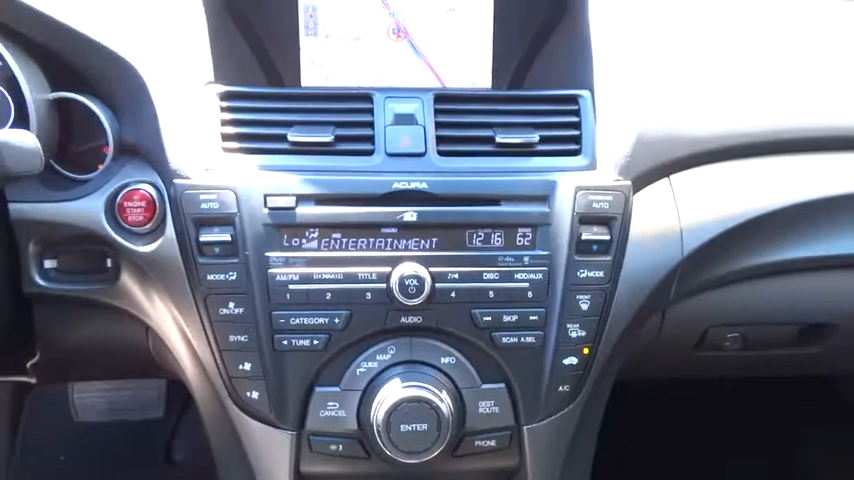 ACURA
ENGINE
START
STOP
AUTO
AUTO
Lo ENTERTAINMENT 12:16 62
MODE
MODE
AM/FM TITLE DISC HDD/AUX
VOL
1 2 3 4 5 6
AUDIO
ON/OFF
SYNC
− CATEGORY +
SKIP
TUNE
SCAN A.SEL
FRONT
REAR
A/C
MAP
GUIDE
INFO
CANCEL
ENTER
DEST
ROUTE
PHONE